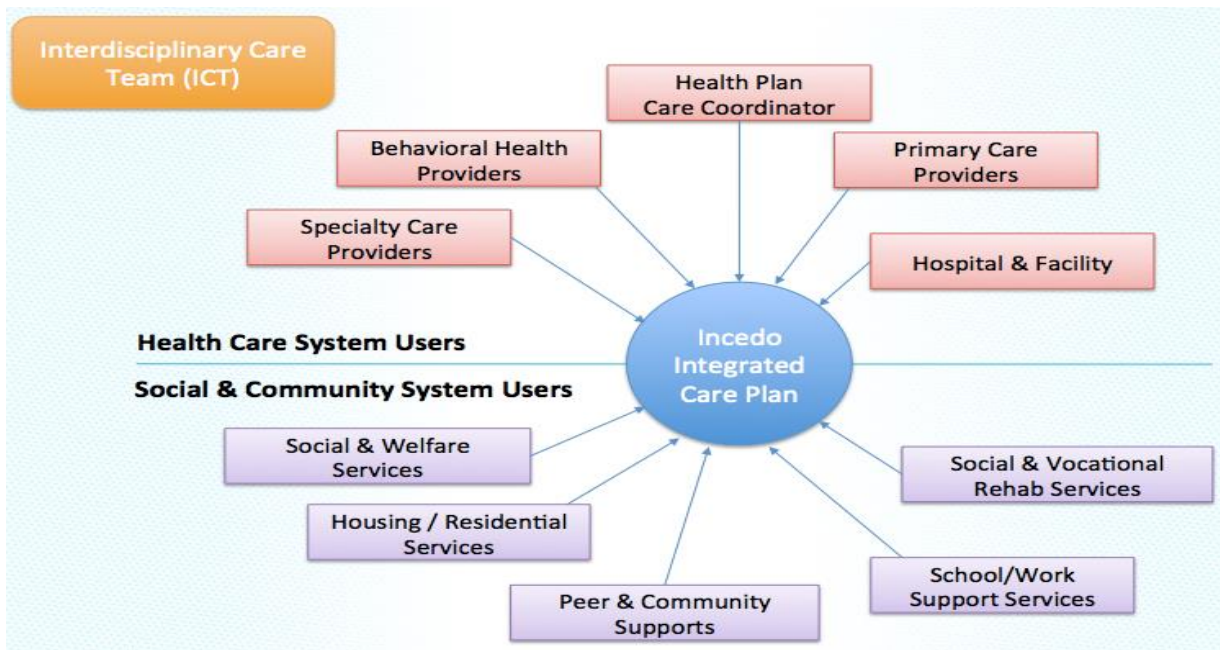 Interdisciplinary Care
Team (ICT)
Health Plan
Care Coordinator
Behavioral Health
Providers
Primary Care
Providers
Specialty Care
Providers
Hospital & Facility
Health Care System Users
Incedo
Integrated
Care Plan
Social & Community System Users
Social & Welfare
Services
Social & Vocational
Rehab Services
Housing / Residential
Services
School/Work
Support Services
Peer & Community
Supports